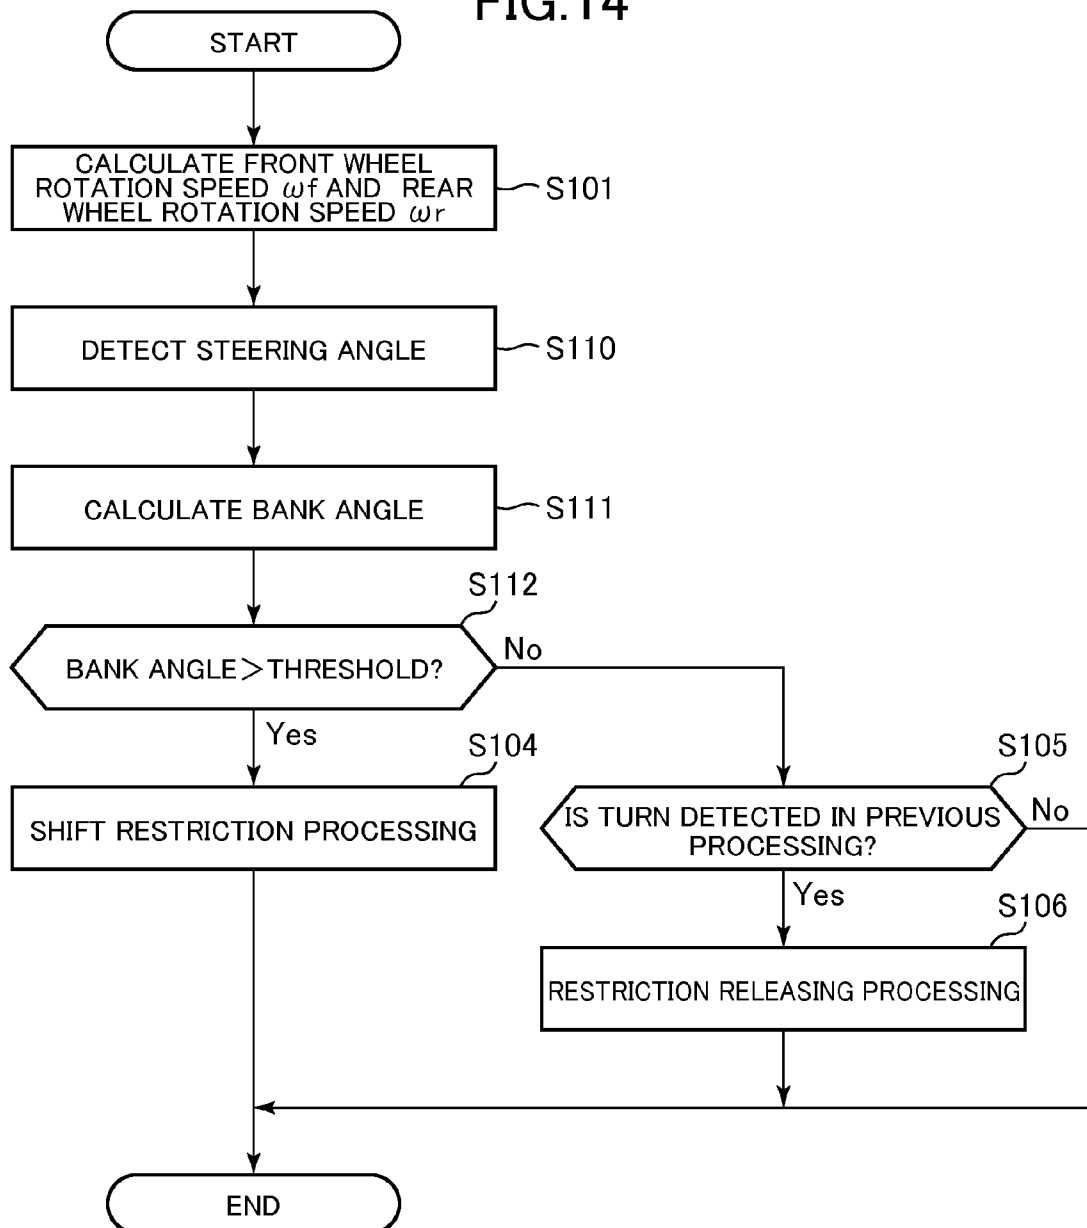 FIG.14
START
CALCULATE FRONT WHEEL
ROTATION SPEED ωf AND REAR
WHEEL ROTATION SPEED ωr
S101
DETECT STEERING ANGLE
S110
CALCULATE BANK ANGLE
S111
S112
BANK ANGLE>THRESHOLD?
No
Yes
S104
SHIFT RESTRICTION PROCESSING
S105
IS TURN DETECTED IN PREVIOUS
PROCESSING?
No
Yes
S106
RESTRICTION RELEASING PROCESSING
END